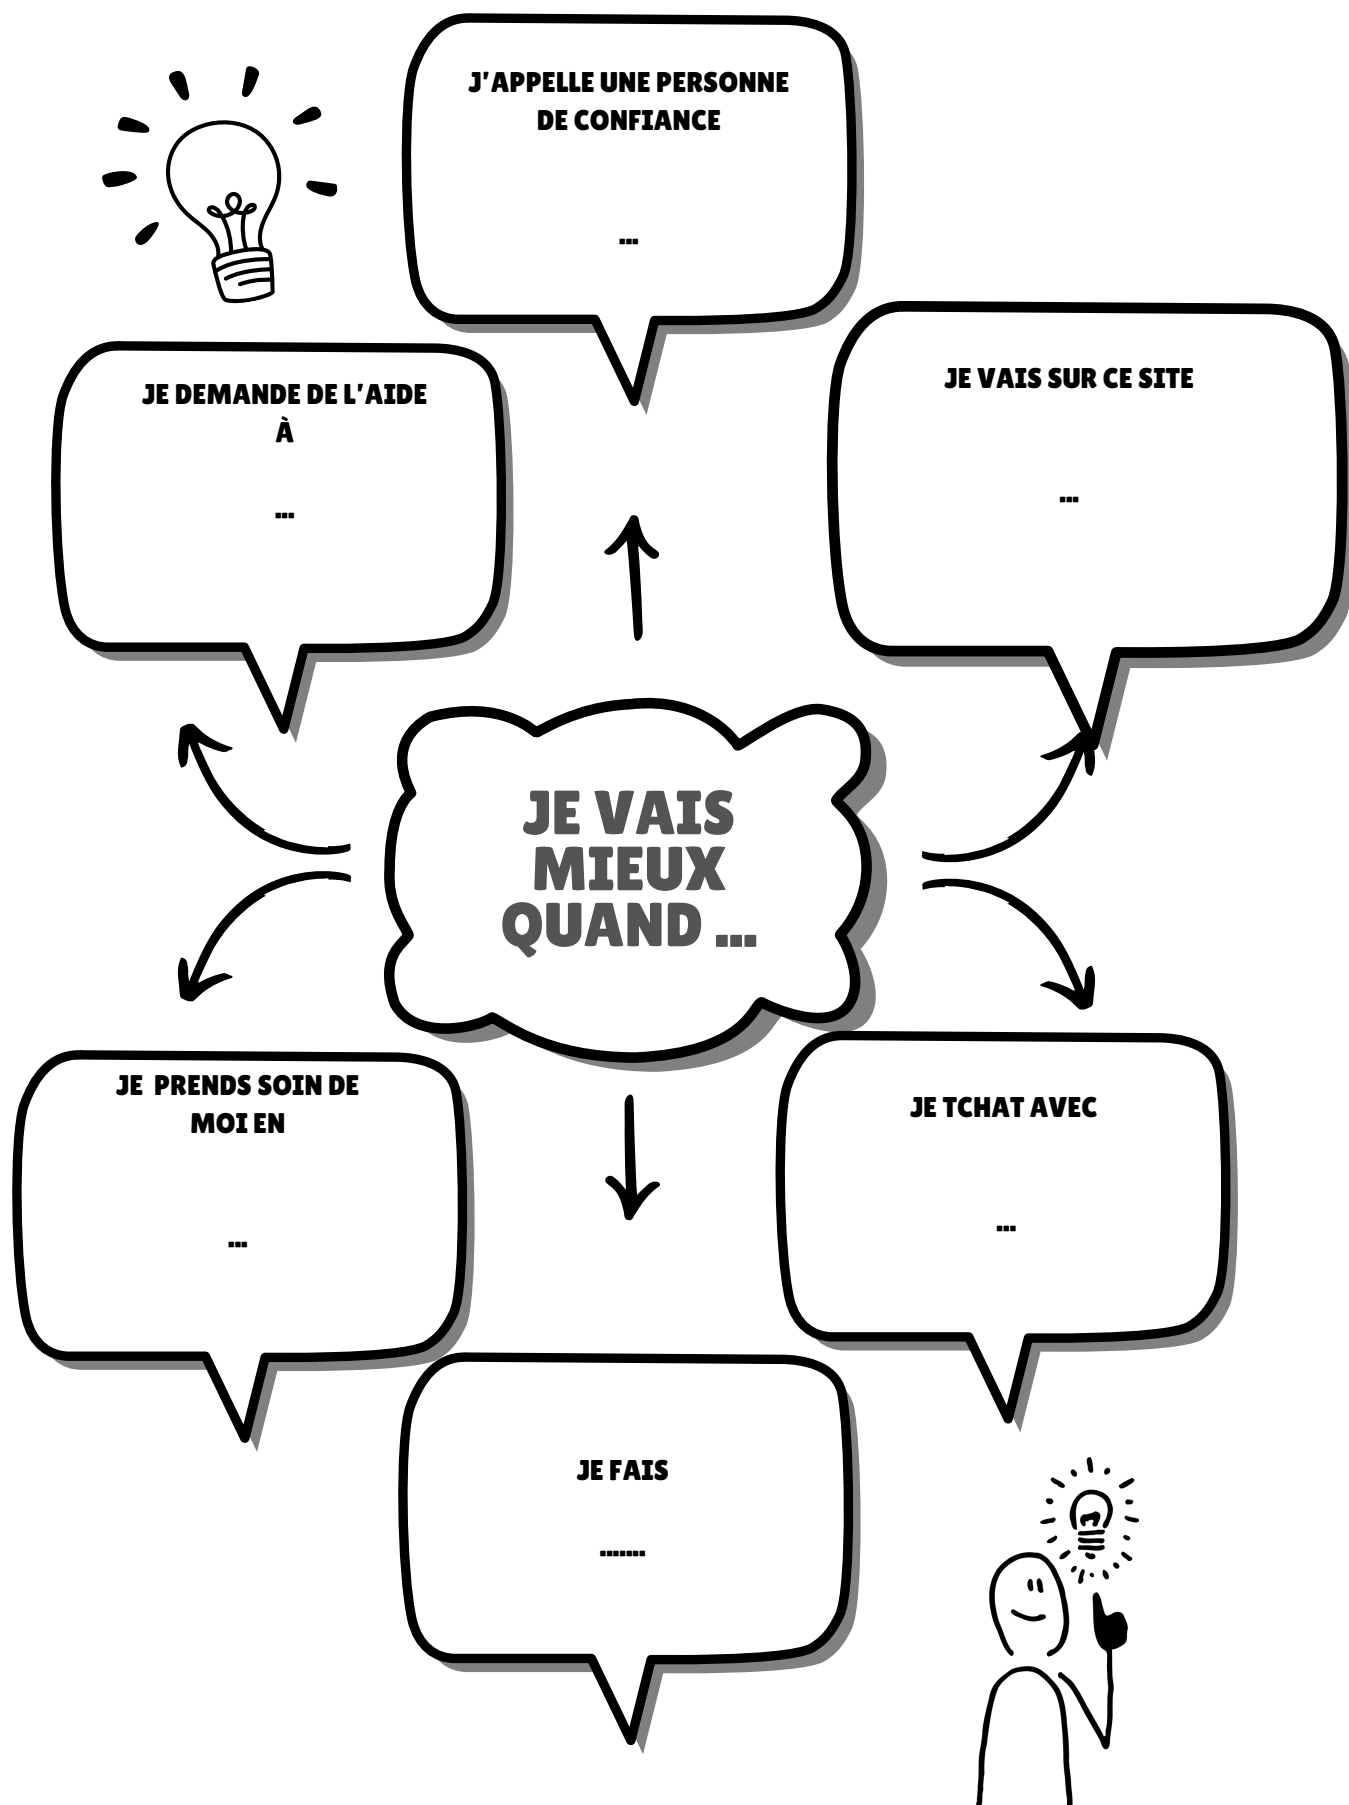 J'APPELLE UNE PERSONNE
DE CONFIANCE
...
JE DEMANDE DE L'AIDE
À
...
JE VAIS SUR CE SITE
...
JE VAIS
MIEUX
QUAND ...
JE  PRENDS SOIN DE
MOI EN
...
JE TCHAT AVEC
...
JE FAIS
.......